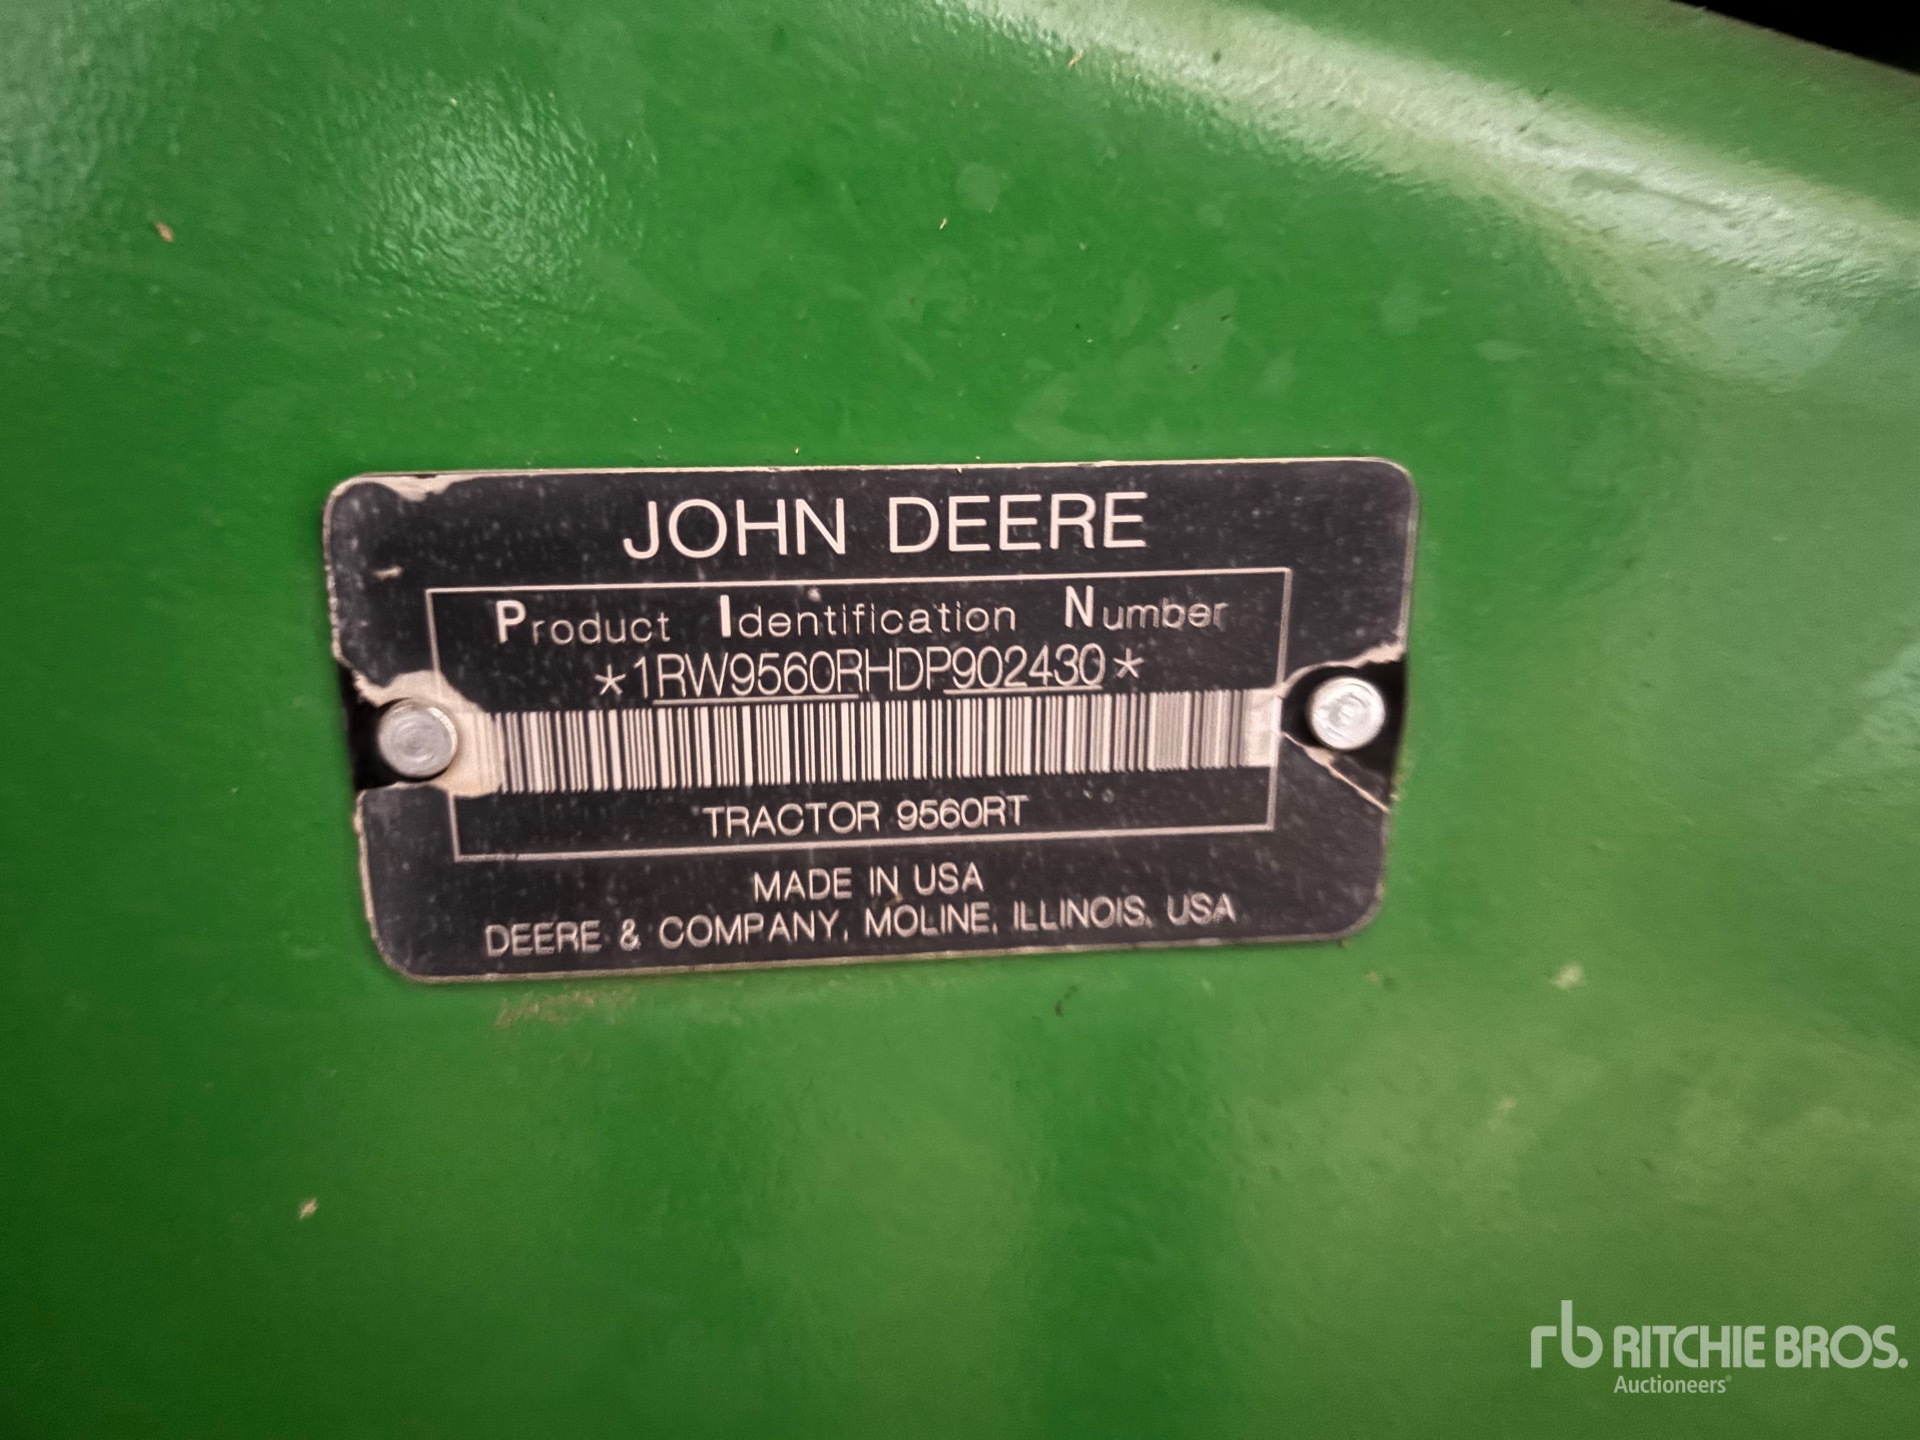 JOHN DEERE
Product Identification Number
*1RW9560RHDP902430*
TRACTOR 9560RT
MADE IN USA
DEERE & COMPANY, MOLINE, ILLINOIS, USA
rb RITCHIE BROS.
Auctioneers®